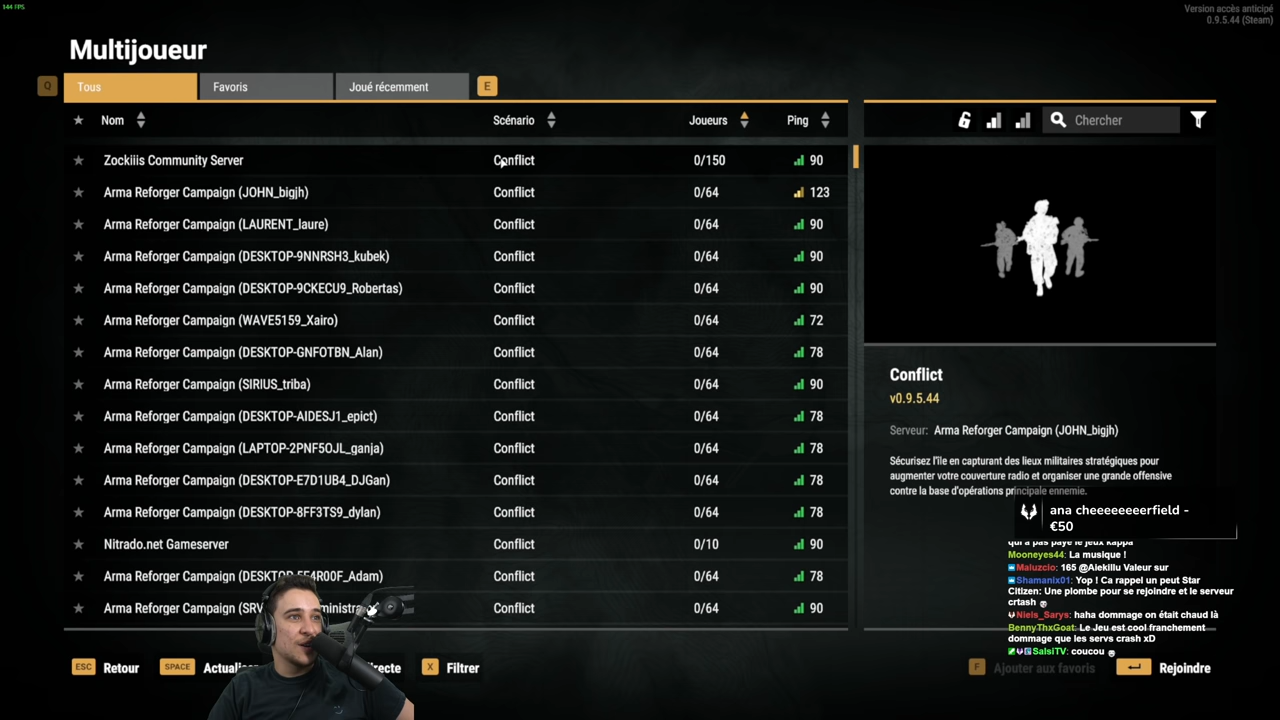 144 FPS
Version accès anticipé
0.9.5.44 (Steam)
Multijoueur
Q Tous Favoris Joué récemment E
Nom Scénario Joueurs Ping
Chercher
Zockiiis Community Server Conflict 0/150 90
Arma Reforger Campaign (JOHN_bigjh) Conflict 0/64 123
Arma Reforger Campaign (LAURENT_laure) Conflict 0/64 90
Arma Reforger Campaign (DESKTOP-9NNRSH3_kubek) Conflict 0/64 90
Arma Reforger Campaign (DESKTOP-9CKECU9_Robertas) Conflict 0/64 90
Arma Reforger Campaign (WAVE5159_Xairo) Conflict 0/64 72
Arma Reforger Campaign (DESKTOP-GNFOTBN_Alan) Conflict 0/64 78
Arma Reforger Campaign (SIRIUS_triba) Conflict 0/64 90
Arma Reforger Campaign (DESKTOP-AIDESJ1_epict) Conflict 0/64 78
Arma Reforger Campaign (LAPTOP-2PNF5OJL_ganja) Conflict 0/64 78
Arma Reforger Campaign (DESKTOP-E7D1UB4_DJGan) Conflict 0/64 78
Arma Reforger Campaign (DESKTOP-8FF3TS9_dylan) Conflict 0/64 78
Nitrado.net Gameserver Conflict 0/10 90
Arma Reforger Campaign Conflict 0/64 78
Arma Reforger Campaign Conflict 0/64 90
Conflict
v0.9.5.44
Serveur: Arma Reforger Campaign (JOHN_bigjh)
Sécurisez l'île en capturant des lieux militaires stratégiques pour
augmenter votre couverture radio et organiser une grande offensive
contre la base d'opérations principale ennemie.
ana cheeeeeeerfield -
€50
qui a pas payé le jeux kappa
Mooneyes44: La musique !
Maluzcio: 165 @Alekillu Valeur sur
Shamanix01: Yop ! Ca rappel un peut Star
Citizen: Une plombe pour se rejoindre et le serveur
crtash
Niels_Sarys: haha dommage on était chaud là
BennyThxGoat: Le Jeu est cool franchement
dommage que les servs crash xD
SalsiTV: coucou
ESC Retour SPACE X Filtrer F Ajouter aux favoris Rejoindre